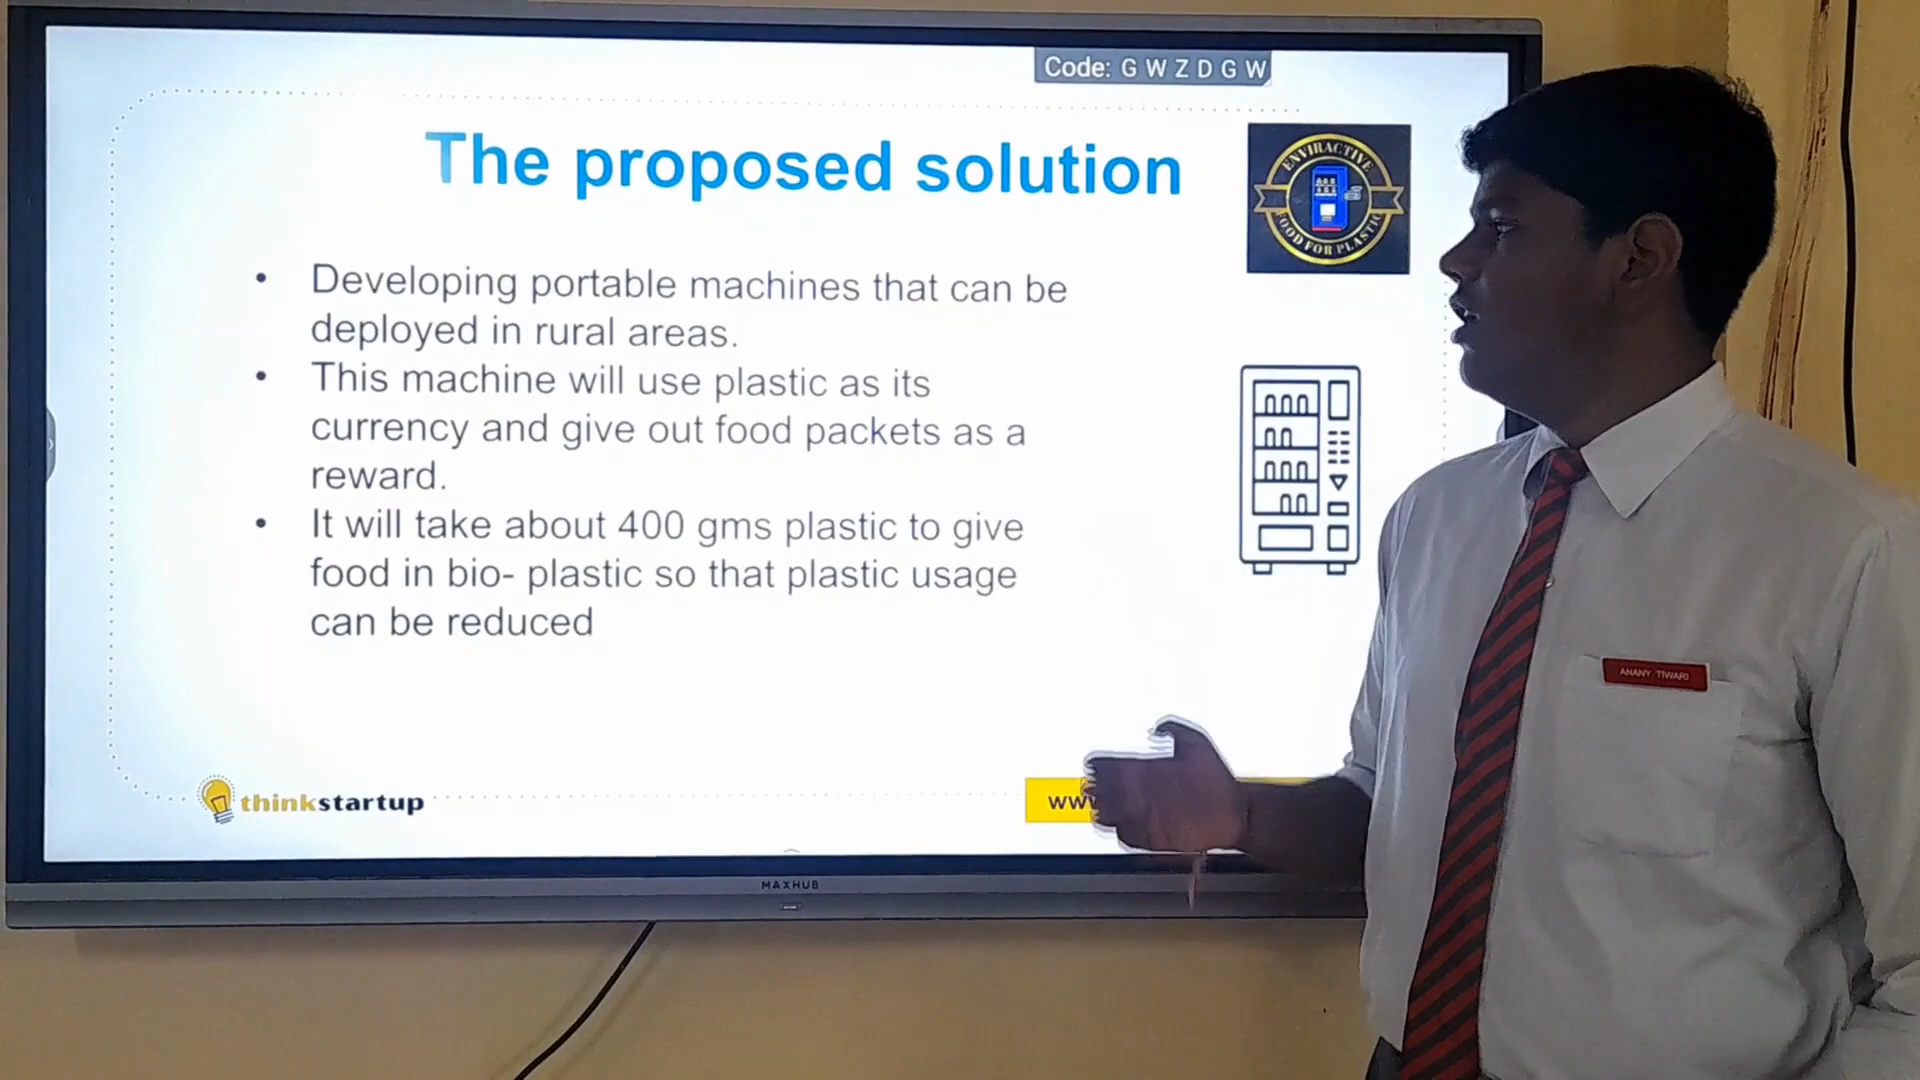 Code: G W Z D G W
The proposed solution
ENVIRACTIVE
FOOD FOR PLASTIC
• Developing portable machines that can be
deployed in rural areas.
• This machine will use plastic as its
currency and give out food packets as a
reward.
• It will take about 400 gms plastic to give
food in bio- plastic so that plastic usage
can be reduced
ANANY TIWARI
thinkstartup
MAXHUB